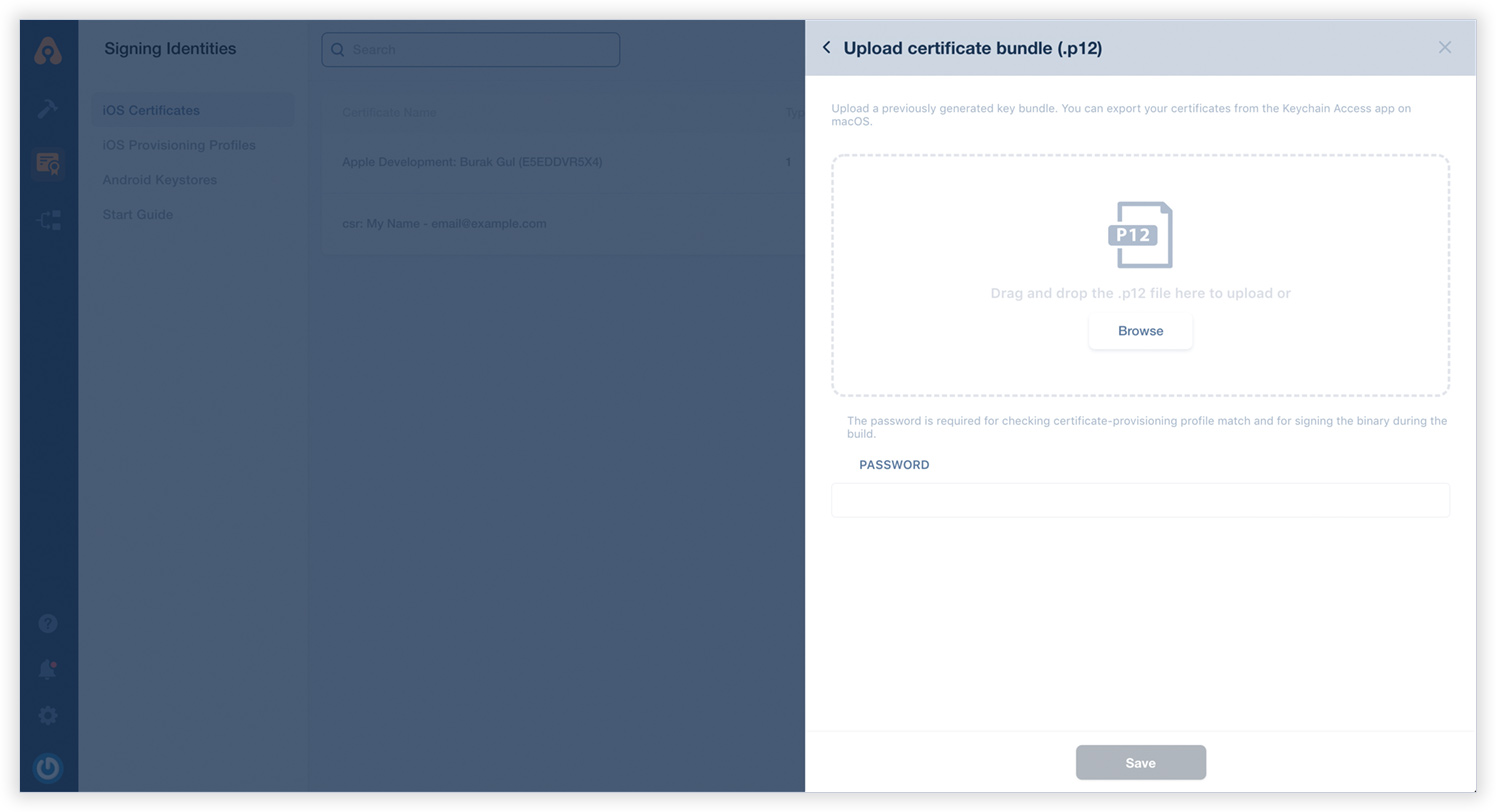 Signing Identities
iOS Certificates
iOS Provisioning Profiles
Android Keystores
Start Guide
Search
Certificate Name
Typ
Apple Development: Burak Gul (E5EDDVR5X4)
1
csr: My Name - email@example.com
Upload certificate bundle (.p12)
Upload a previously generated key bundle. You can export your certificates from the Keychain Access app on
macOS.
P12
Drag and drop the .p12 file here to upload or
Browse
The password is required for checking certificate-provisioning profile match and for signing the binary during the
build.
PASSWORD
Save